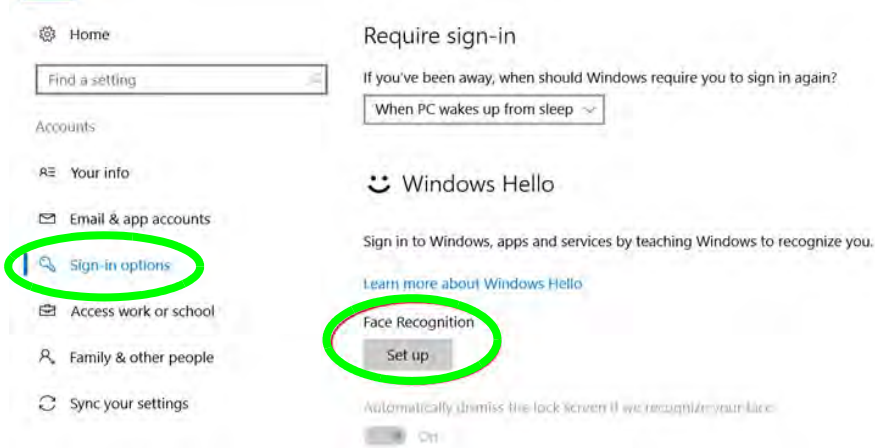 Home
Find a setting
Accounts
Your info
Email & app accounts
Sign-in options
Access work or school
Family & other people
Sync your settings
Require sign-in
If you've been away, when should Windows require you to sign in again?
When PC wakes up from sleep
Windows Hello
Sign in to Windows, apps and services by teaching Windows to recognize you.
Learn more about Windows Hello
Face Recognition
Set up
Automatically dismiss the lock screen if we recognize your face
On